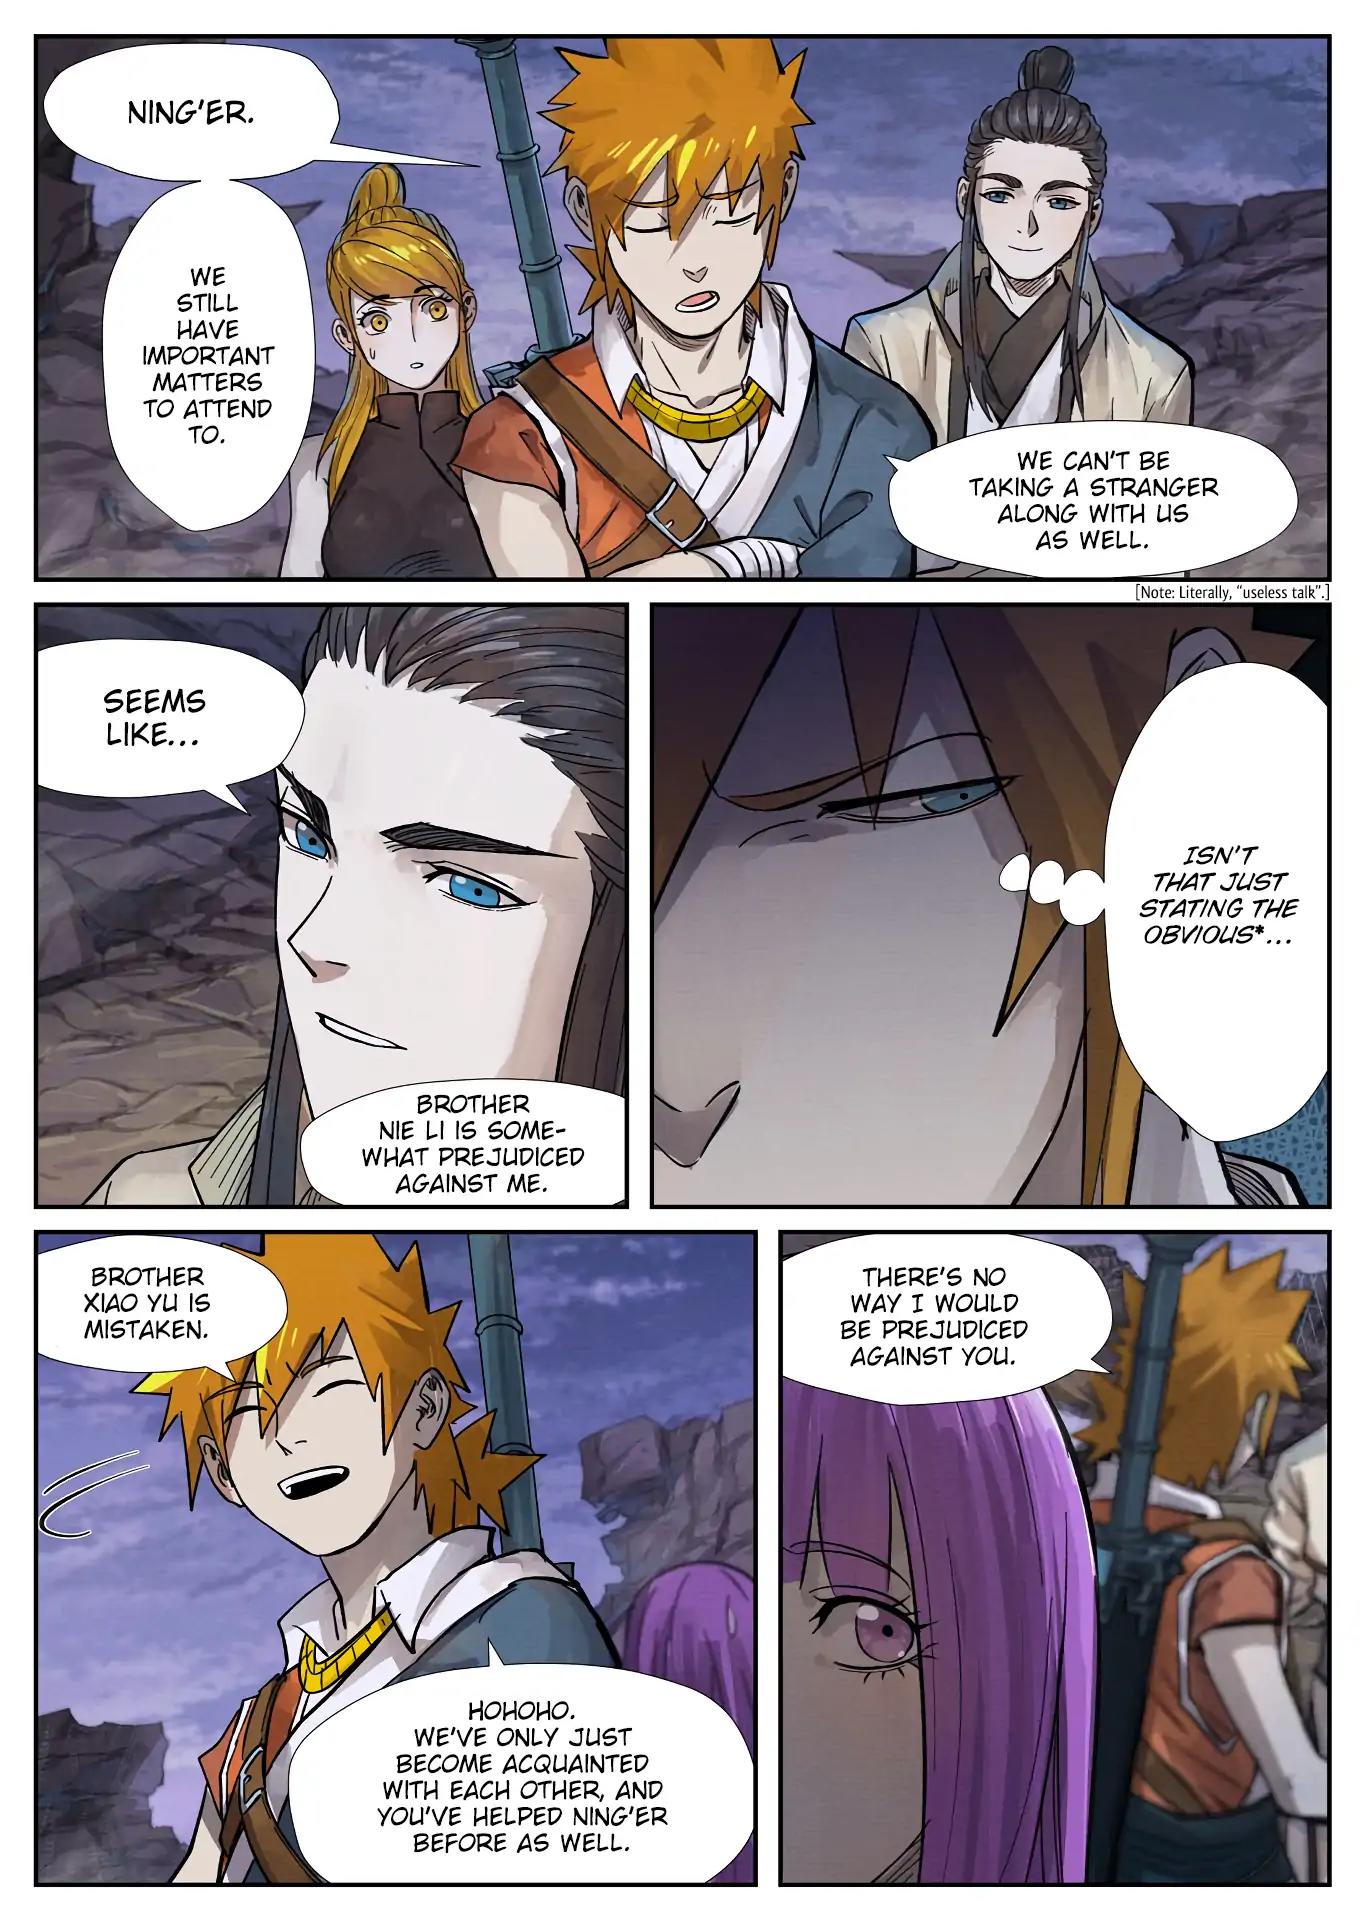 NING'ER.
WE
STILL
HAVE
IMPORTANT
MATTERS
TO ATTEND
TO.
WE CAN'T BE
TAKING A STRANGER
ALONG WITH US
AS WELL.
[Note: Literally, "useless talk".]
SEEMS
LIKE...
BROTHER
NIE LI IS SOME-
WHAT PREJUDICED
AGAINST ME.
ISN'T
THAT JUST
STATING THE
OBVIOUS*...
BROTHER
XIAO YU IS
MISTAKEN.
HOHOHO.
WE'VE ONLY JUST
BECOME ACQUAINTED
WITH EACH OTHER, AND
YOU'VE HELPED NING'ER
BEFORE AS WELL.
THERE'S NO
WAY I WOULD
BE PREJUDICED
AGAINST YOU.